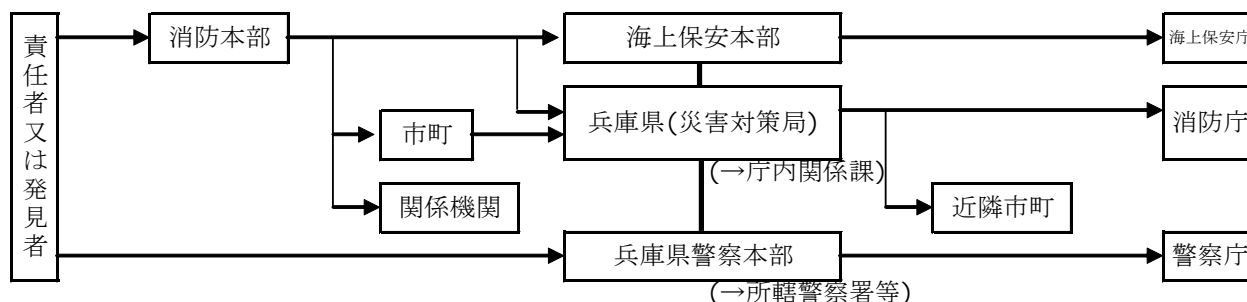 責任者又は発見者
消防本部
海上保安本部
海上保安庁
兵庫県(災害対策局)
消防庁
市町
(→庁内関係課)
関係機関
近隣市町
兵庫県警察本部
警察庁
(→所轄警察署等)